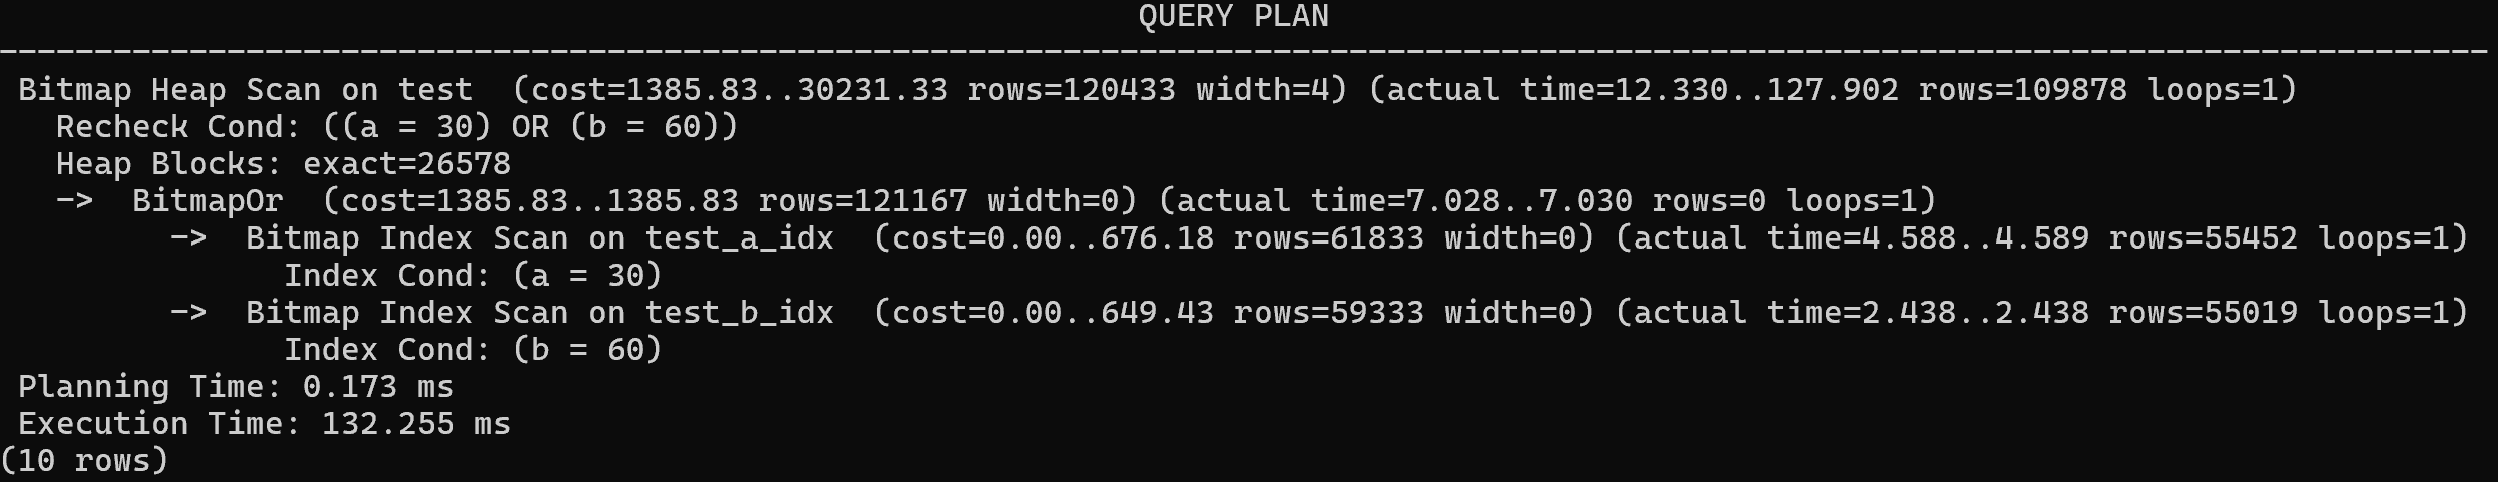 QUERY PLAN
-----------------------------------------------------------------------------------------------------------------------------------
Bitmap Heap Scan on test  (cost=1385.83..30231.33 rows=120433 width=4) (actual time=12.330..127.902 rows=109878 loops=1)
  Recheck Cond: ((a = 30) OR (b = 60))
  Heap Blocks: exact=26578
  ->  BitmapOr  (cost=1385.83..1385.83 rows=121167 width=0) (actual time=7.028..7.030 rows=0 loops=1)
        ->  Bitmap Index Scan on test_a_idx  (cost=0.00..676.18 rows=61833 width=0) (actual time=4.588..4.589 rows=55452 loops=1)
              Index Cond: (a = 30)
        ->  Bitmap Index Scan on test_b_idx  (cost=0.00..649.43 rows=59333 width=0) (actual time=2.438..2.438 rows=55019 loops=1)
              Index Cond: (b = 60)
Planning Time: 0.173 ms
Execution Time: 132.255 ms
(10 rows)